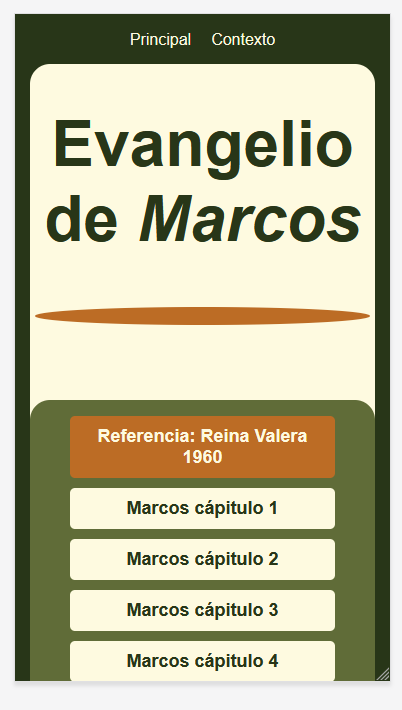 Principal Contexto
Evangelio
de Marcos
Referencia: Reina Valera
1960
Marcos cápitulo 1
Marcos cápitulo 2
Marcos cápitulo 3
Marcos cápitulo 4